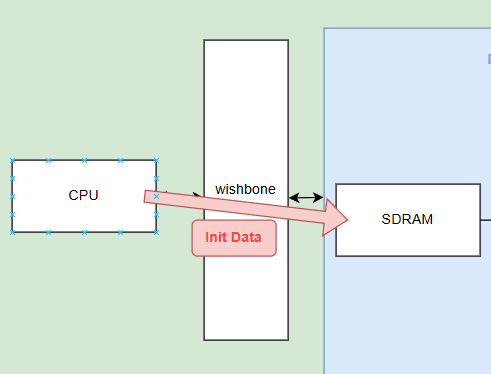 CPU
wishbone
Init Data
SDRAM